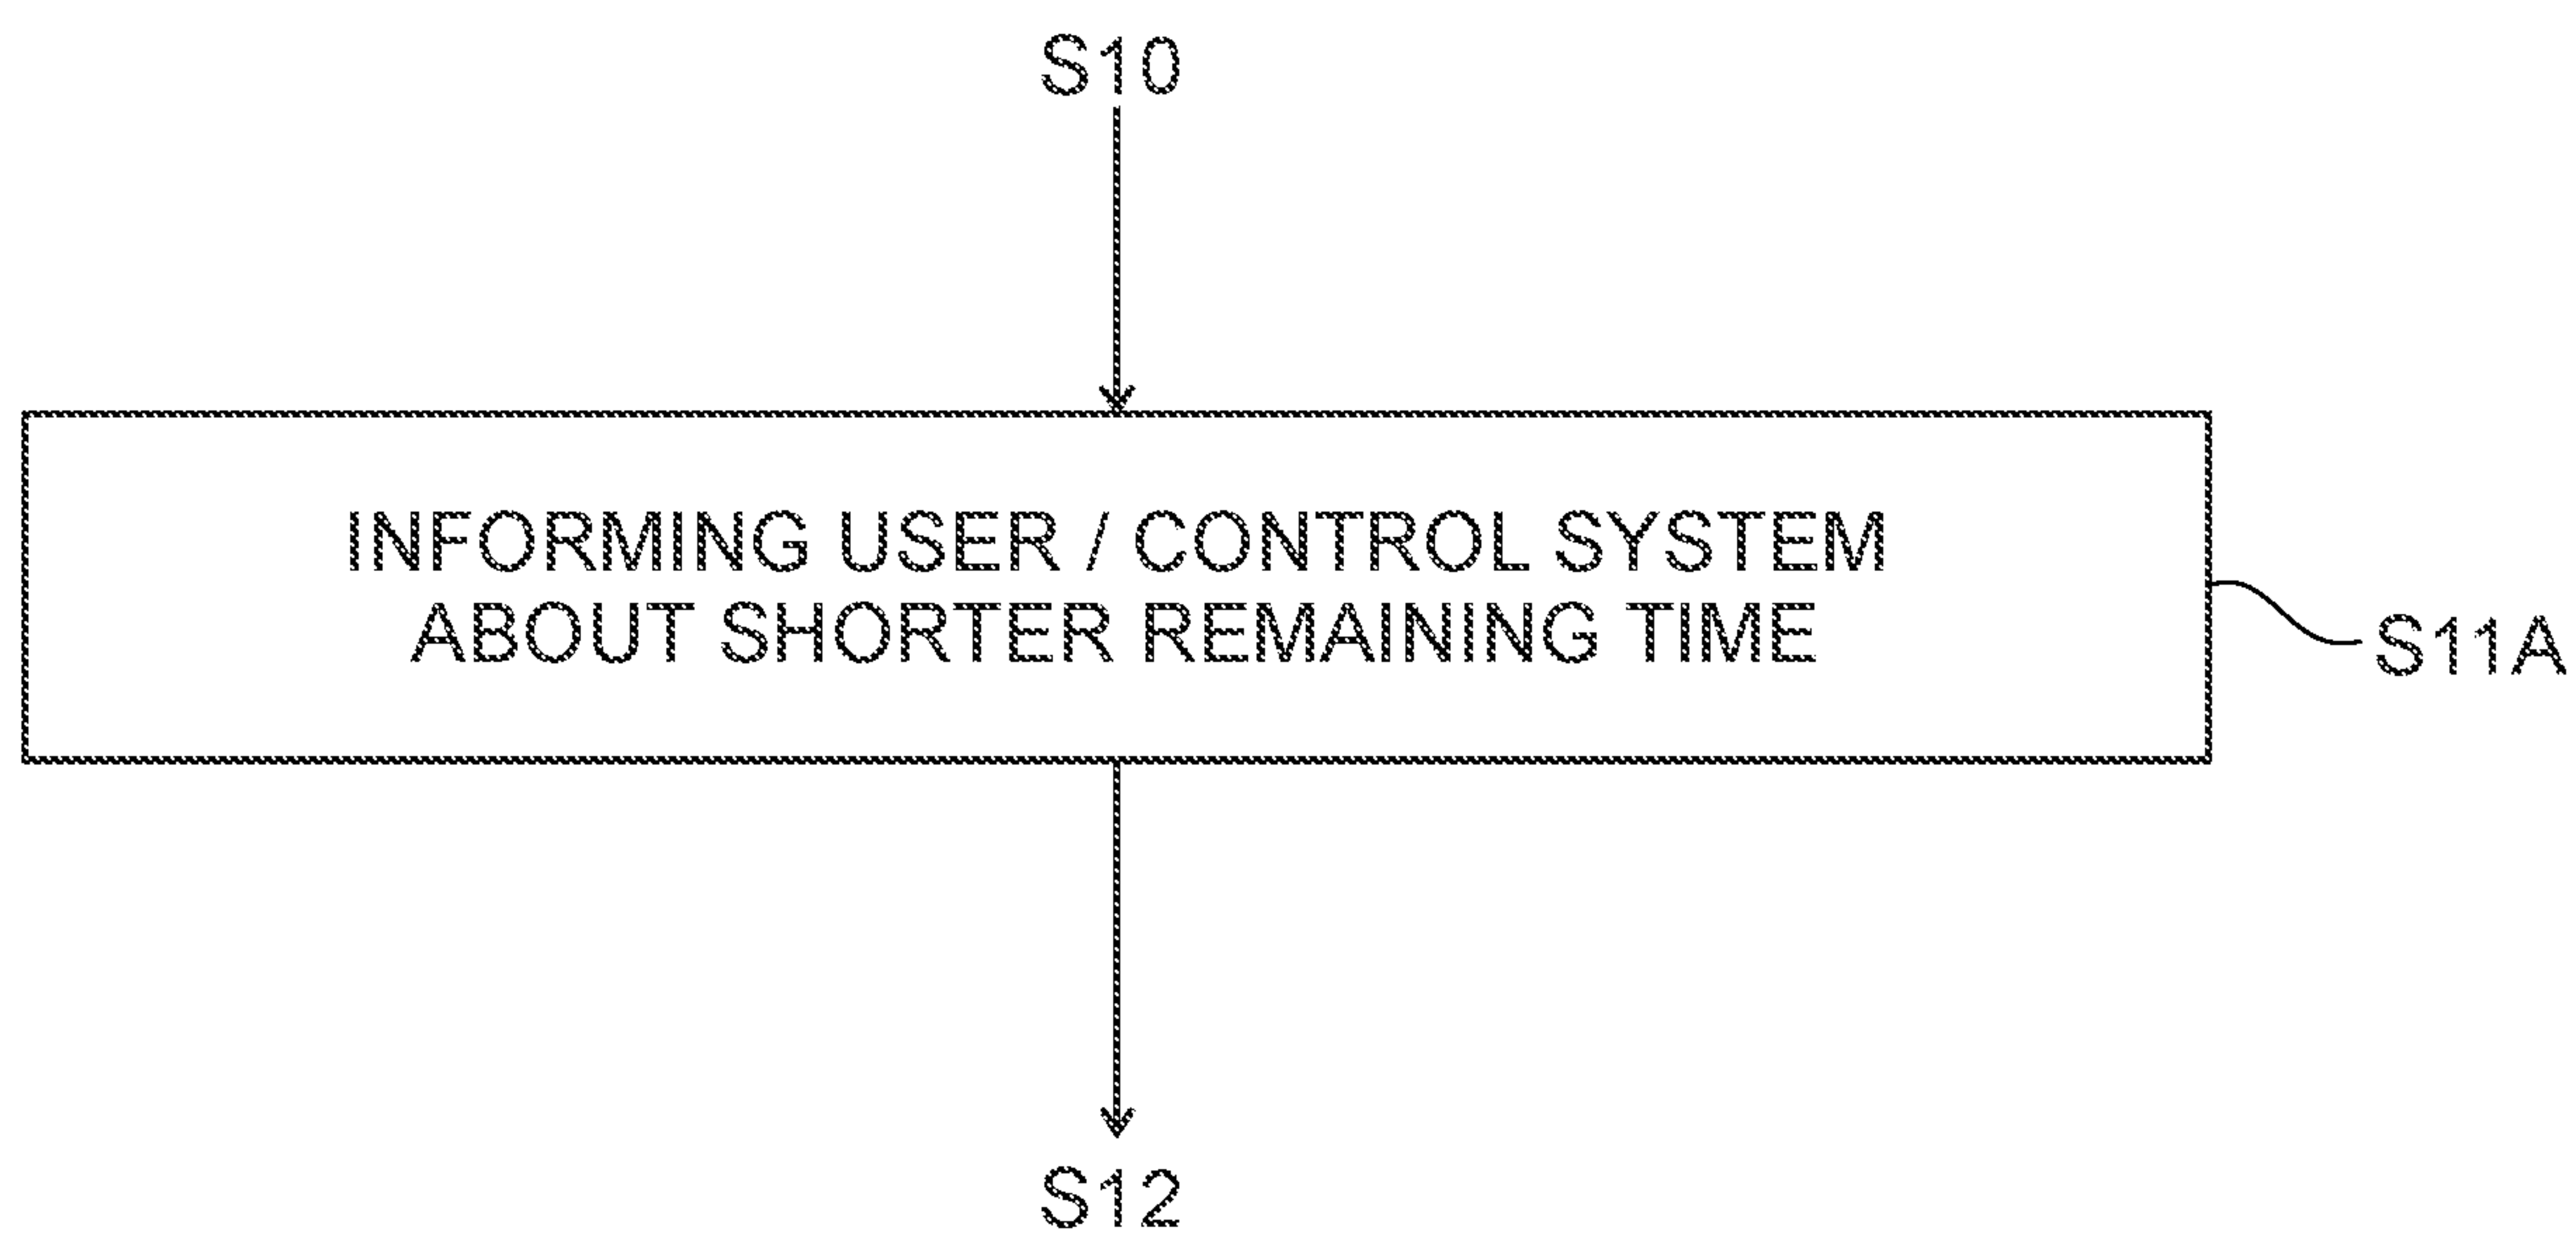 S10
INFORMING USER / CONTROL SYSTEM
ABOUT SHORTER REMAINING TIME
S11A
S12